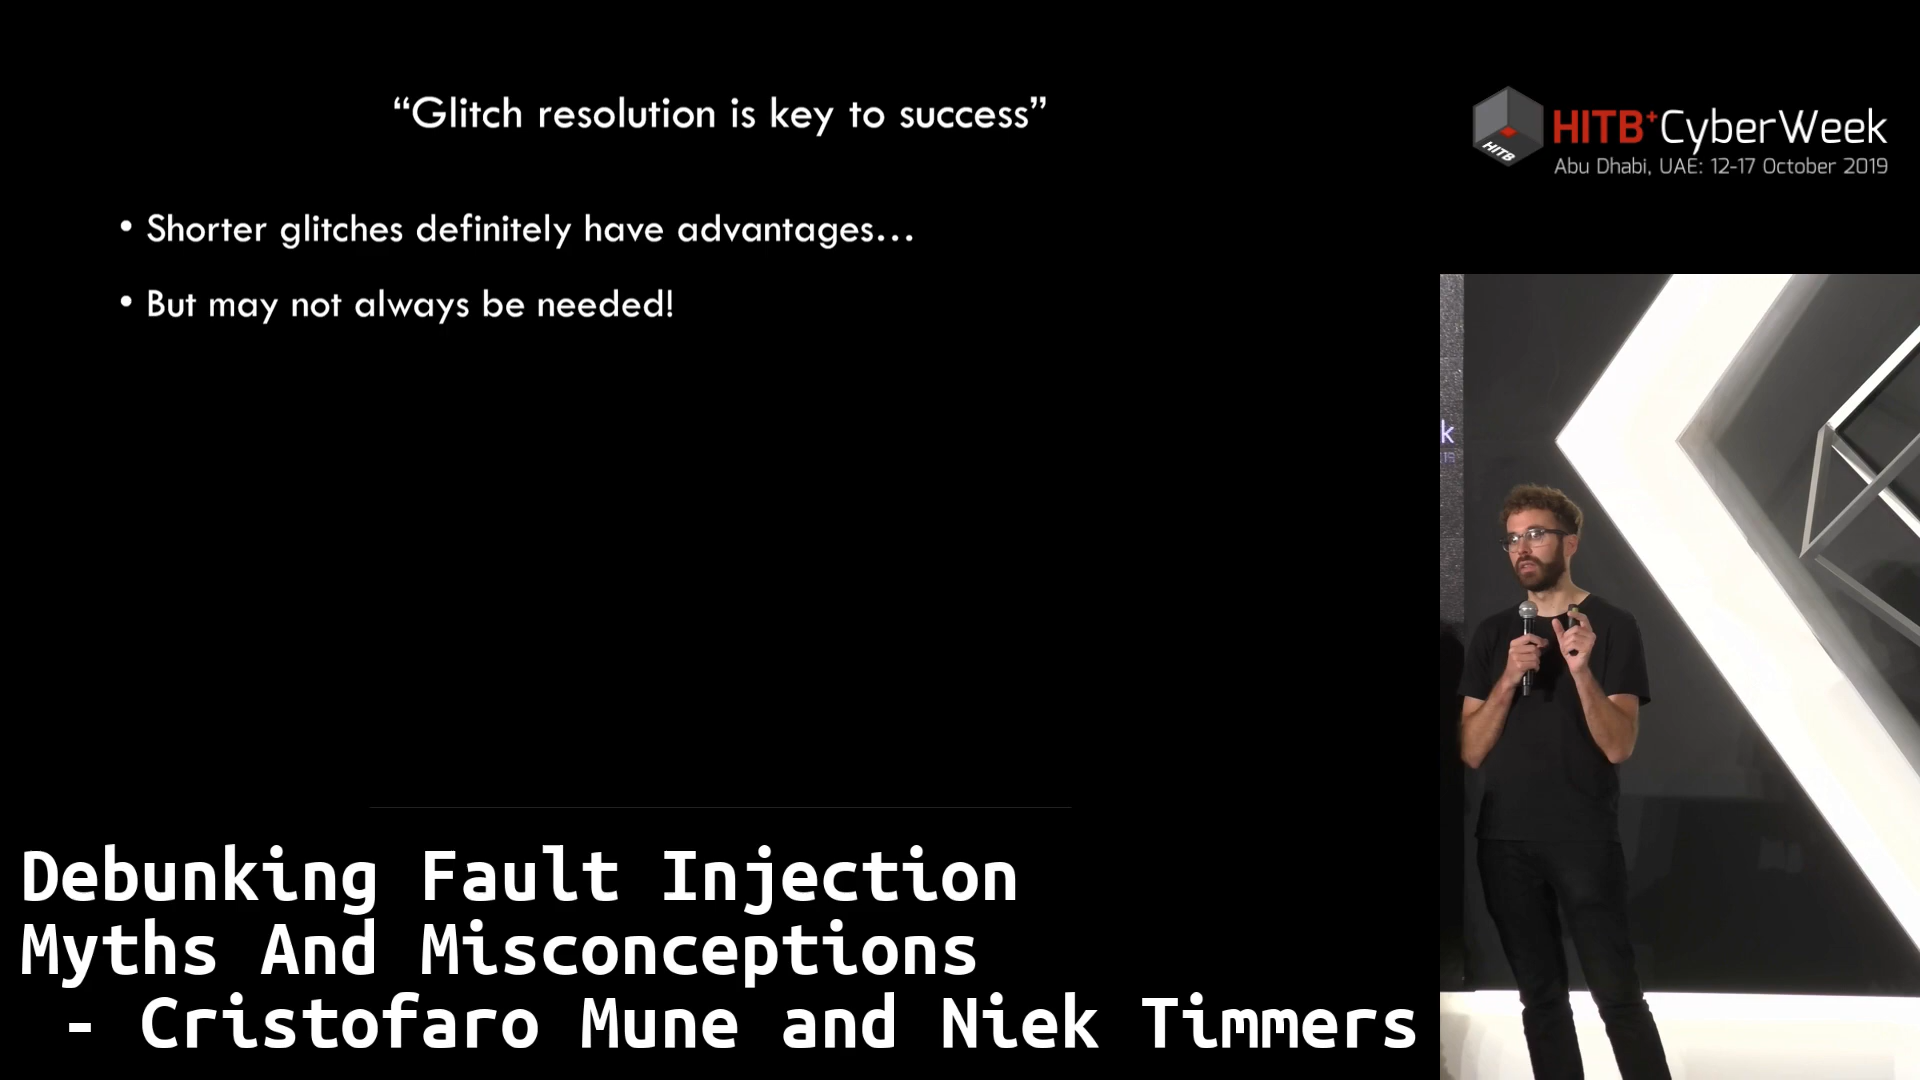 “Glitch resolution is key to success”
• Shorter glitches definitely have advantages...
• But may not always be needed!
HITB
HITB+CyberWeek
Abu Dhabi, UAE: 12-17 October 2019
k
19
Debunking Fault Injection
Myths And Misconceptions
- Cristofaro Mune and Niek Timmers